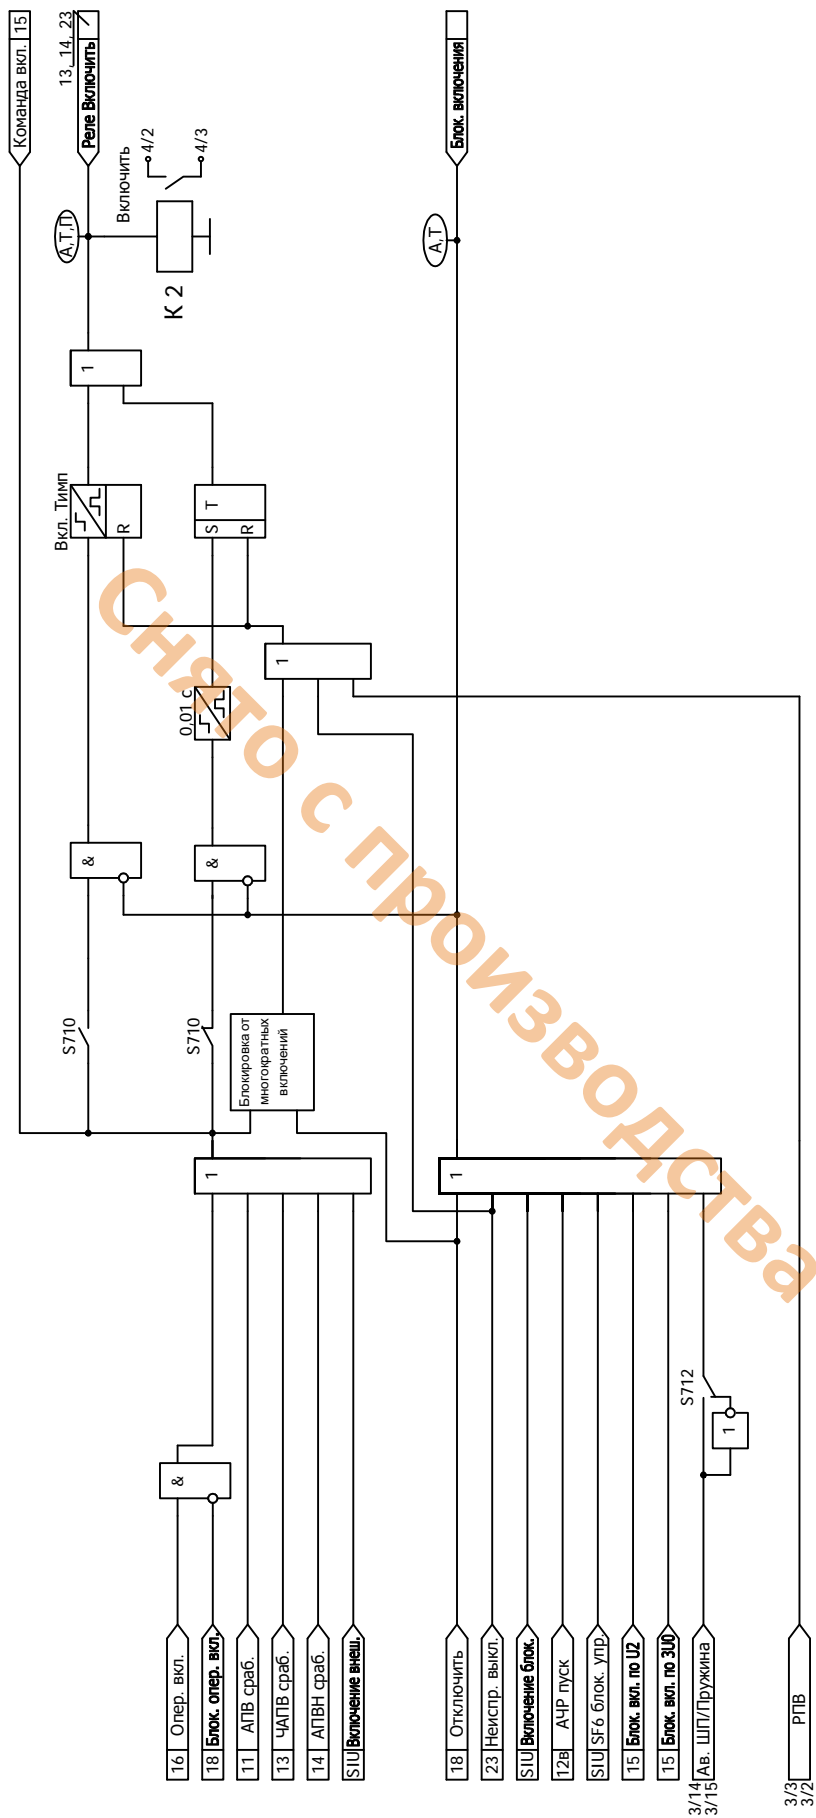 16 Опер. вкл.
18 Блок. опер. вкл.
11 АПВ сраб.
13 ЧАПВ сраб.
14 АПВН сраб.
SIU Включение внеш.
18 Отключить
23 Неиспр. выкл.
SIU Включение блок.
12в АЧР пуск
SIU SF6 блок. упр.
15 Блок. вкл. по U2
15 Блок. вкл. по 3U0
3/14
3/15
Ав. ШП/Пружина
3/3
3/2
РПВ
&
1
1
1
S712
S710
S710
Блокировка от
многократных
включений
&
&
0,01 с
1
Вкл. Тимп
R
S T
R
1
К 2
Включить
4/2
4/3
А,Т,П
А,Т
Команда вкл. 15
Реле Включить
13, 14, 23
Блок. включения
Снято с производства